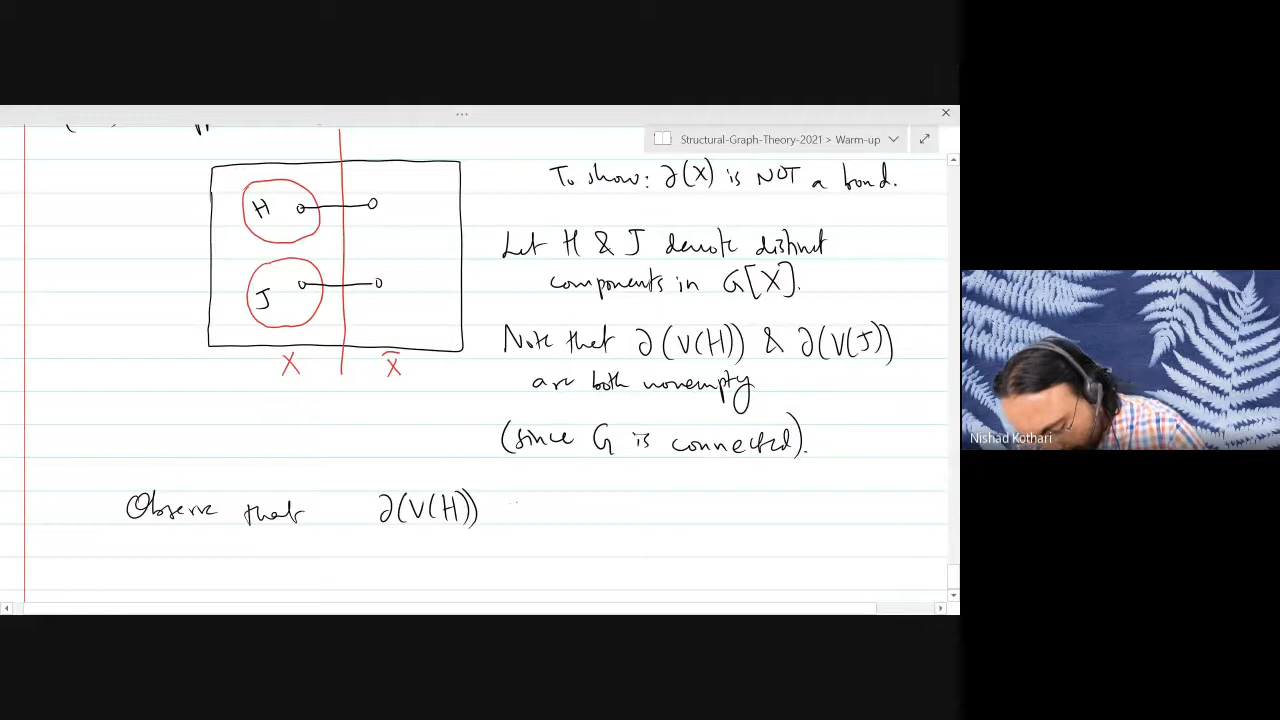 Structural-Graph-Theory-2021 > Warm-up
To show: ∂(X) is NOT a bond.
H
Let H & J denote distinct
components in G[X].
J
Note that ∂(V(H)) & ∂(V(J))
are both nonempty
X X̅
(since G is connected).
Nishad Kothari
Observe that ∂(V(H))